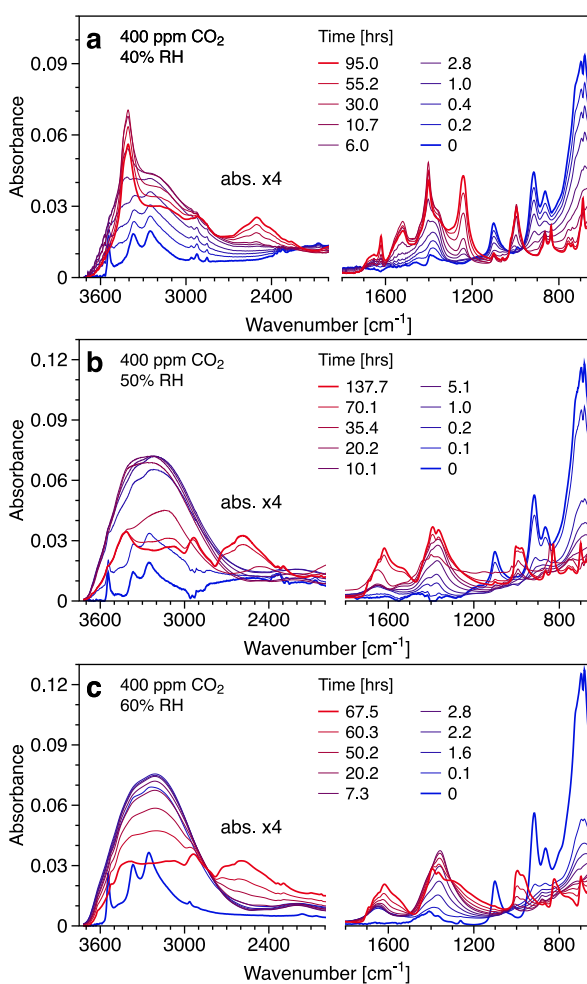 a 400 ppm CO2
40% RH
Time [hrs]
95.0 2.8
55.2 1.0
30.0 0.4
10.7 0.2
6.0 0
abs. x4
0.09
0.06
0.03
0
Absorbance
3600 3000 2400 1600 1200 800
Wavenumber [cm-1]
b 400 ppm CO2
50% RH
Time [hrs]
137.7 5.1
70.1 1.0
35.4 0.2
20.2 0.1
10.1 0
abs. x4
0.12
0.09
0.06
0.03
0
Absorbance
3600 3000 2400 1600 1200 800
Wavenumber [cm-1]
c 400 ppm CO2
60% RH
Time [hrs]
67.5 2.8
60.3 2.2
50.2 1.6
20.2 0.1
7.3 0
abs. x4
0.12
0.09
0.06
0.03
0
Absorbance
3600 3000 2400 1600 1200 800
Wavenumber [cm-1]